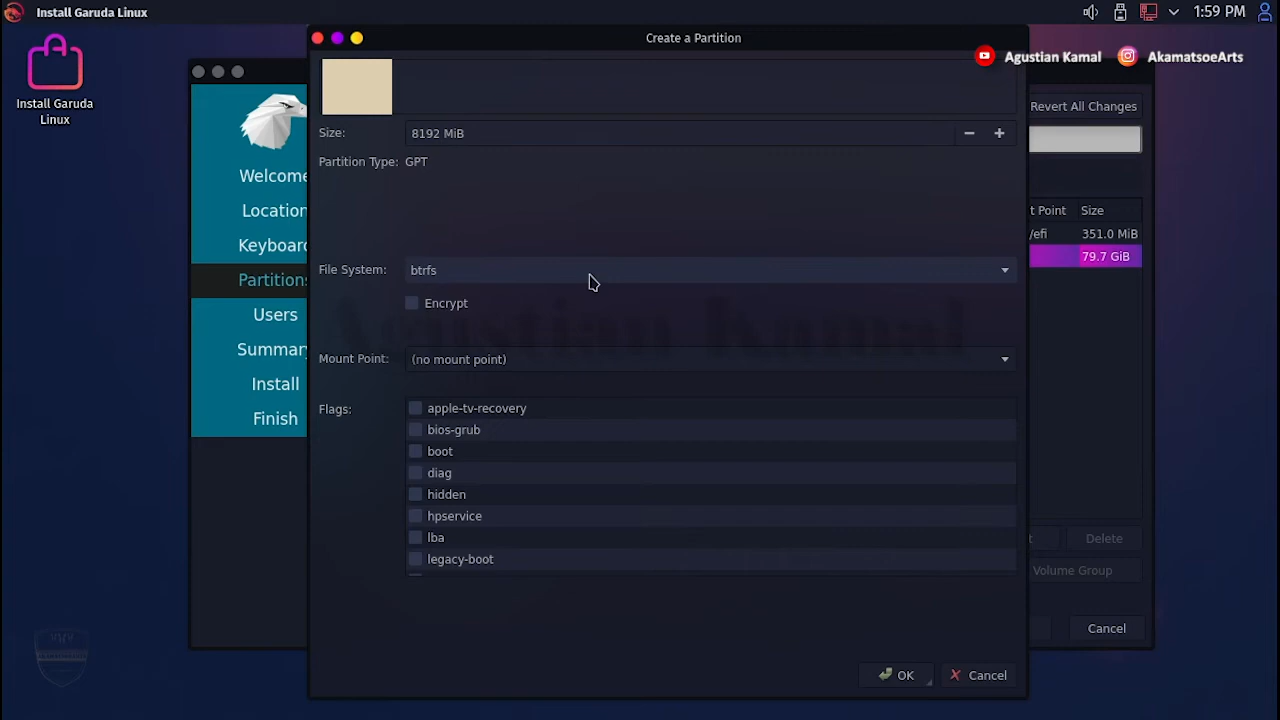 Install Garuda Linux
1:59 PM
Install Garuda
Linux
Create a Partition
Agustian Kamal
AkamatsoeArts
Revert All Changes
Size:
8192 MiB
Partition Type:
GPT
Welcome
Location
Keyboard
Partitions
Users
Summary
Install
Finish
t Point
Size
/efi
351.0 MiB
79.7 GiB
File System:
btrfs
Encrypt
Agustian Kamal
Mount Point:
(no mount point)
Flags:
apple-tv-recovery
bios-grub
boot
diag
hidden
hpservice
lba
legacy-boot
t
Delete
Volume Group
Cancel
OK
Cancel